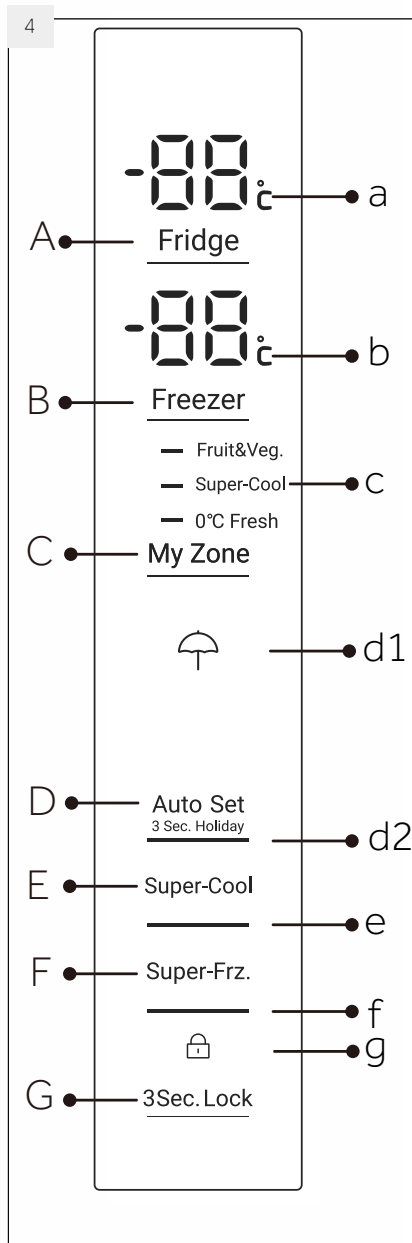 4
-88°C a
A Fridge
-88°C b
B Freezer
Fruit&Veg.
Super-Cool c
0°C Fresh
C My Zone
d1
D Auto Set
3 Sec. Holiday
d2
E Super-Cool
e
F Super-Frz.
f
g
G 3Sec. Lock